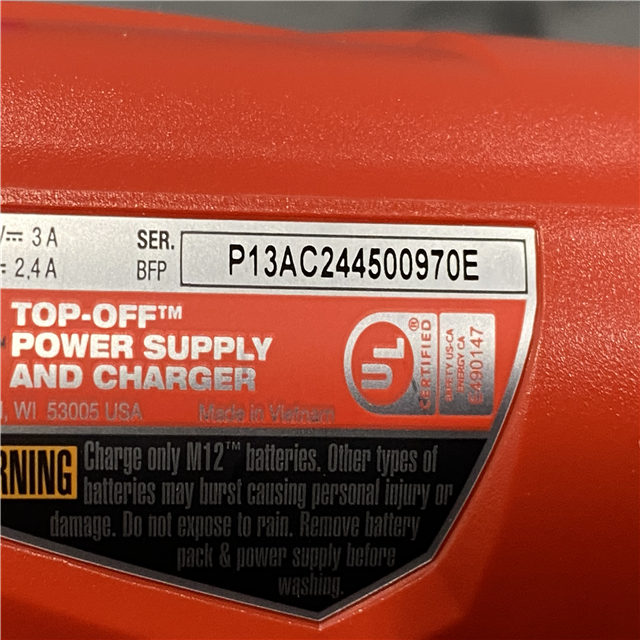 3 A
SER.
P13AC244500970E
2,4 A
BFP
TOP-OFF™
POWER SUPPLY
AND CHARGER
UL ®
CERTIFIED
SAFETY US-CA
ENERGY CA
E490147
, WI 53005 USA
Made in Vietnam
RNING
Charge only M12™ batteries. Other types of
batteries may burst causing personal injury or
damage. Do not expose to rain. Remove battery
pack & power supply before
washing.